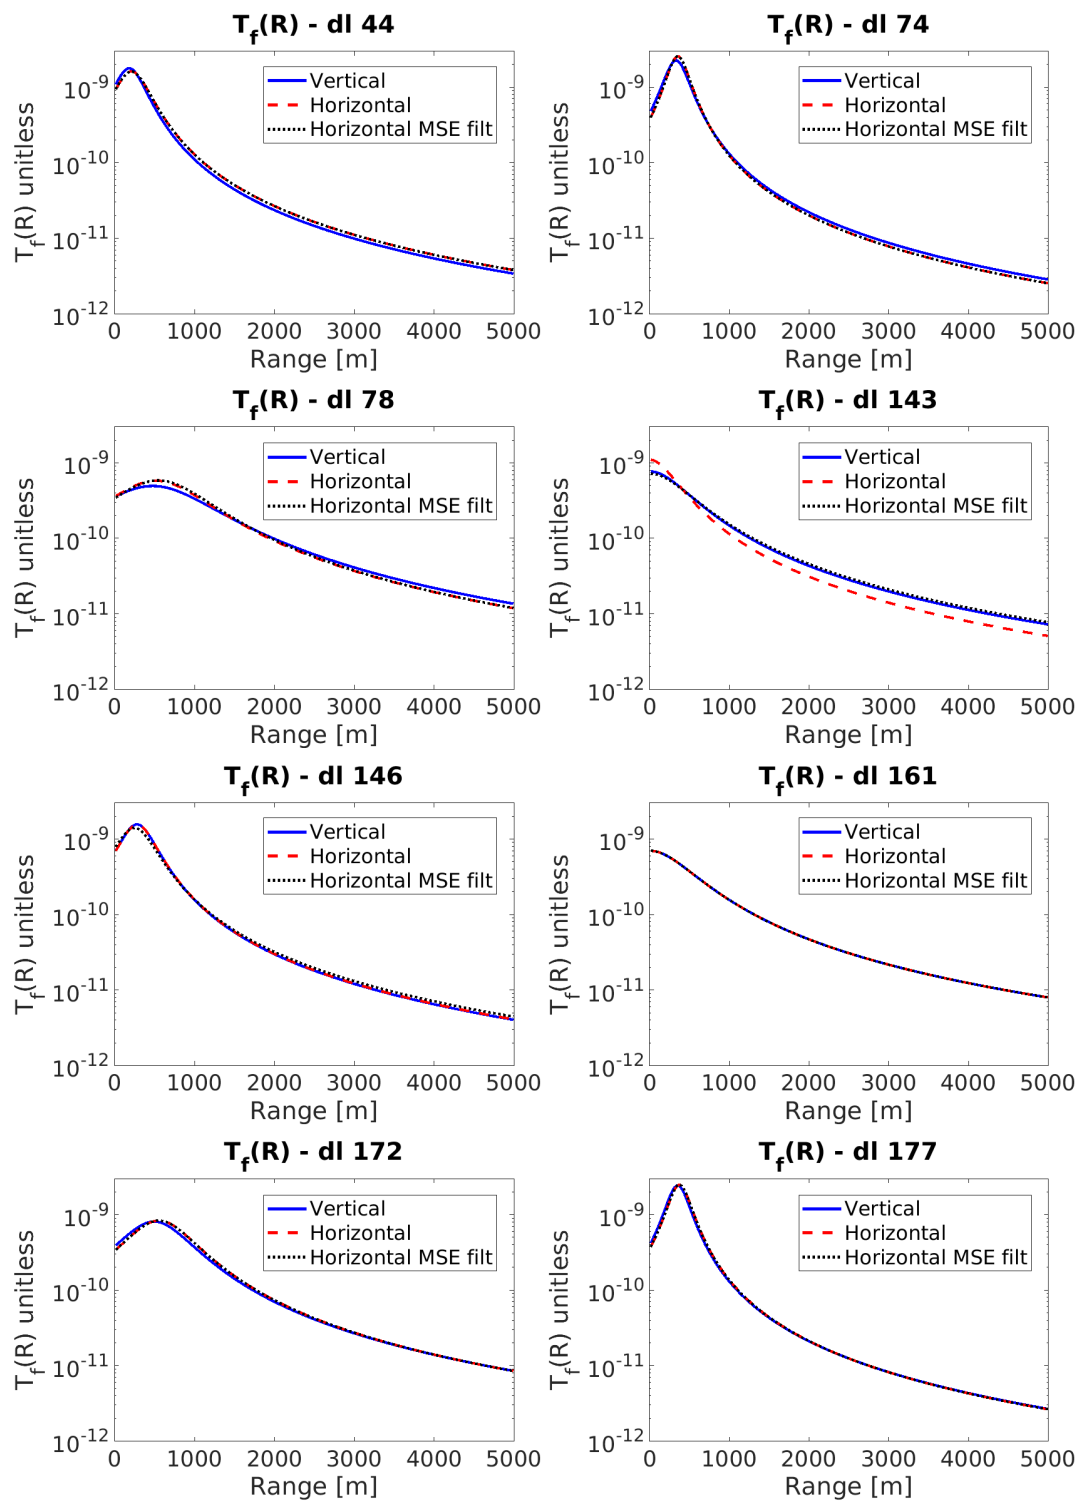 T_f(R) - dl 44
T_f(R) unitless
10^-9
10^-10
10^-11
10^-12
Vertical
Horizontal
Horizontal MSE filt
0 1000 2000 3000 4000 5000
Range [m]
T_f(R) - dl 74
T_f(R) unitless
10^-9
10^-10
10^-11
10^-12
Vertical
Horizontal
Horizontal MSE filt
0 1000 2000 3000 4000 5000
Range [m]
T_f(R) - dl 78
T_f(R) unitless
10^-9
10^-10
10^-11
10^-12
Vertical
Horizontal
Horizontal MSE filt
0 1000 2000 3000 4000 5000
Range [m]
T_f(R) - dl 143
T_f(R) unitless
10^-9
10^-10
10^-11
10^-12
Vertical
Horizontal
Horizontal MSE filt
0 1000 2000 3000 4000 5000
Range [m]
T_f(R) - dl 146
T_f(R) unitless
10^-9
10^-10
10^-11
10^-12
Vertical
Horizontal
Horizontal MSE filt
0 1000 2000 3000 4000 5000
Range [m]
T_f(R) - dl 161
T_f(R) unitless
10^-9
10^-10
10^-11
10^-12
Vertical
Horizontal
Horizontal MSE filt
0 1000 2000 3000 4000 5000
Range [m]
T_f(R) - dl 172
T_f(R) unitless
10^-9
10^-10
10^-11
10^-12
Vertical
Horizontal
Horizontal MSE filt
0 1000 2000 3000 4000 5000
Range [m]
T_f(R) - dl 177
T_f(R) unitless
10^-9
10^-10
10^-11
10^-12
Vertical
Horizontal
Horizontal MSE filt
0 1000 2000 3000 4000 5000
Range [m]